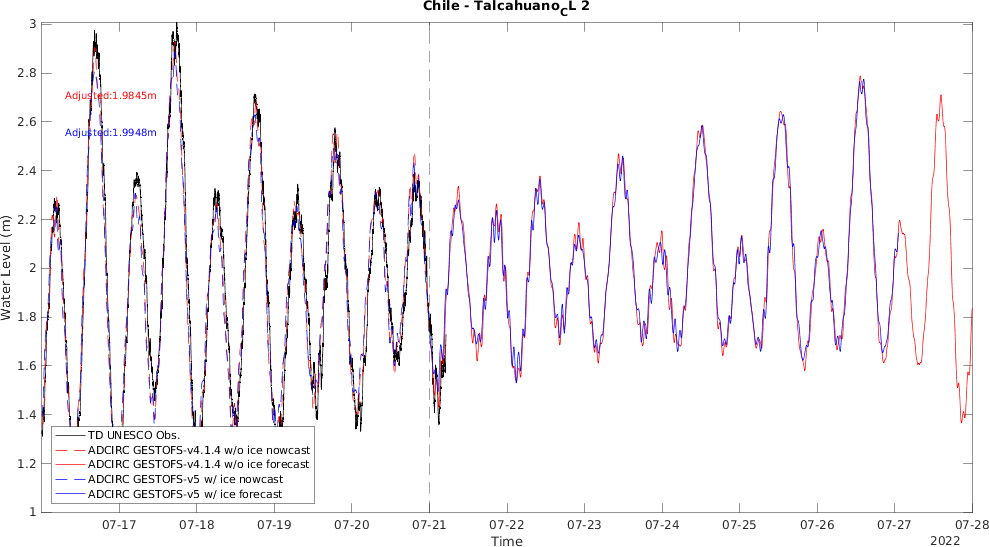 Chile - Talcahuano_CL 2
3
2.8
2.6
2.4
2.2
2
1.8
1.6
1.4
1.2
1
Water Level (m)
Adjusted:1.9845m
Adjusted:1.9948m
TD UNESCO Obs.
ADCIRC GESTOFS-v4.1.4 w/o ice nowcast
ADCIRC GESTOFS-v4.1.4 w/o ice forecast
ADCIRC GESTOFS-v5 w/ ice nowcast
ADCIRC GESTOFS-v5 w/ ice forecast
07-17 07-18 07-19 07-20 07-21 07-22 07-23 07-24 07-25 07-26 07-27 07-28
Time
2022